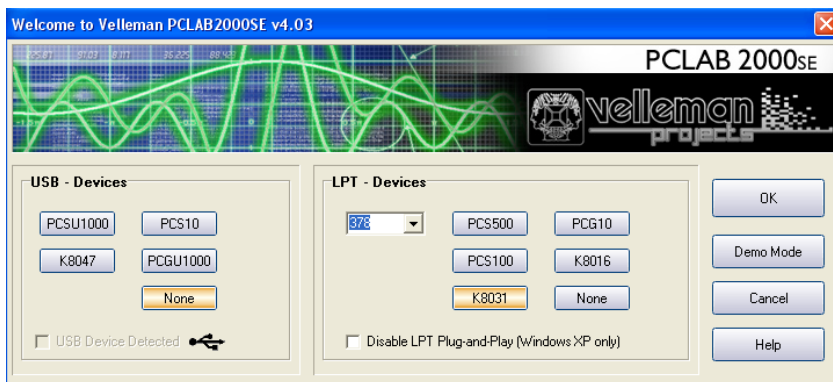 Welcome to Velleman PCLAB2000SE v4.03
PCLAB 2000SE
velleman
projects
USB - Devices
PCSU1000 PCS10
K8047 PCGU1000
None
USB Device Detected
LPT - Devices
378 PCS500 PCG10
PCS100 K8016
K8031 None
Disable LPT Plug-and-Play (Windows XP only)
OK
Demo Mode
Cancel
Help